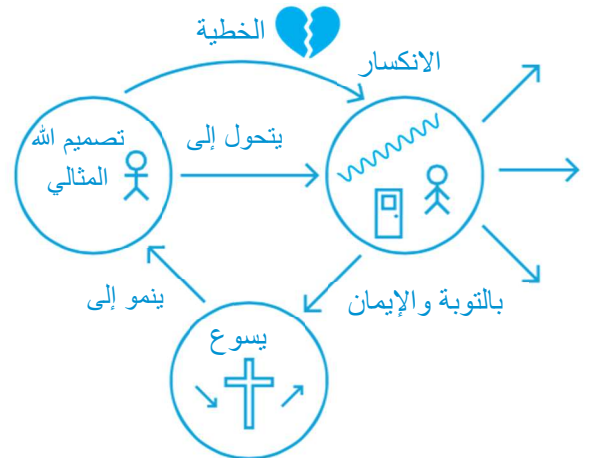 الخطية
الانكسار
تصميم الله
المثالي
يتحول إلى
بالتوبة والإيمان
ينمو إلى
يسوع